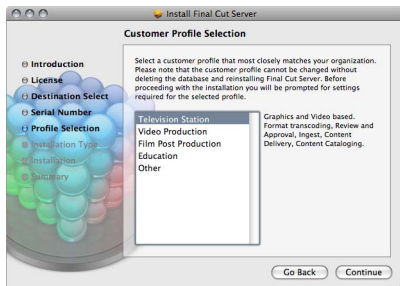 Install Final Cut Server
Customer Profile Selection
Introduction
License
Destination Select
Serial Number
Profile Selection
Installation Type
Installation
Summary
Select a customer profile that most closely matches your organization.
Please note that the customer profile cannot be changed without
deleting the database and reinstalling Final Cut Server. Before
proceeding with the installation you will be prompted for settings
required for the selected profile.
Television Station
Video Production
Film Post Production
Education
Other
Graphics and Video based.
Format transcoding, Review and
Approval, Ingest, Content
Delivery, Content Cataloging.
Go Back
Continue